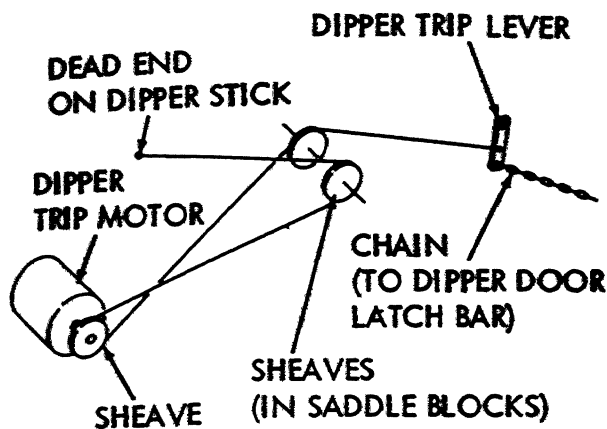 DIPPER TRIP LEVER
DEAD END
ON DIPPER STICK
DIPPER
TRIP MOTOR
CHAIN
(TO DIPPER DOOR
LATCH BAR)
SHEAVES
(IN SADDLE BLOCKS)
SHEAVE